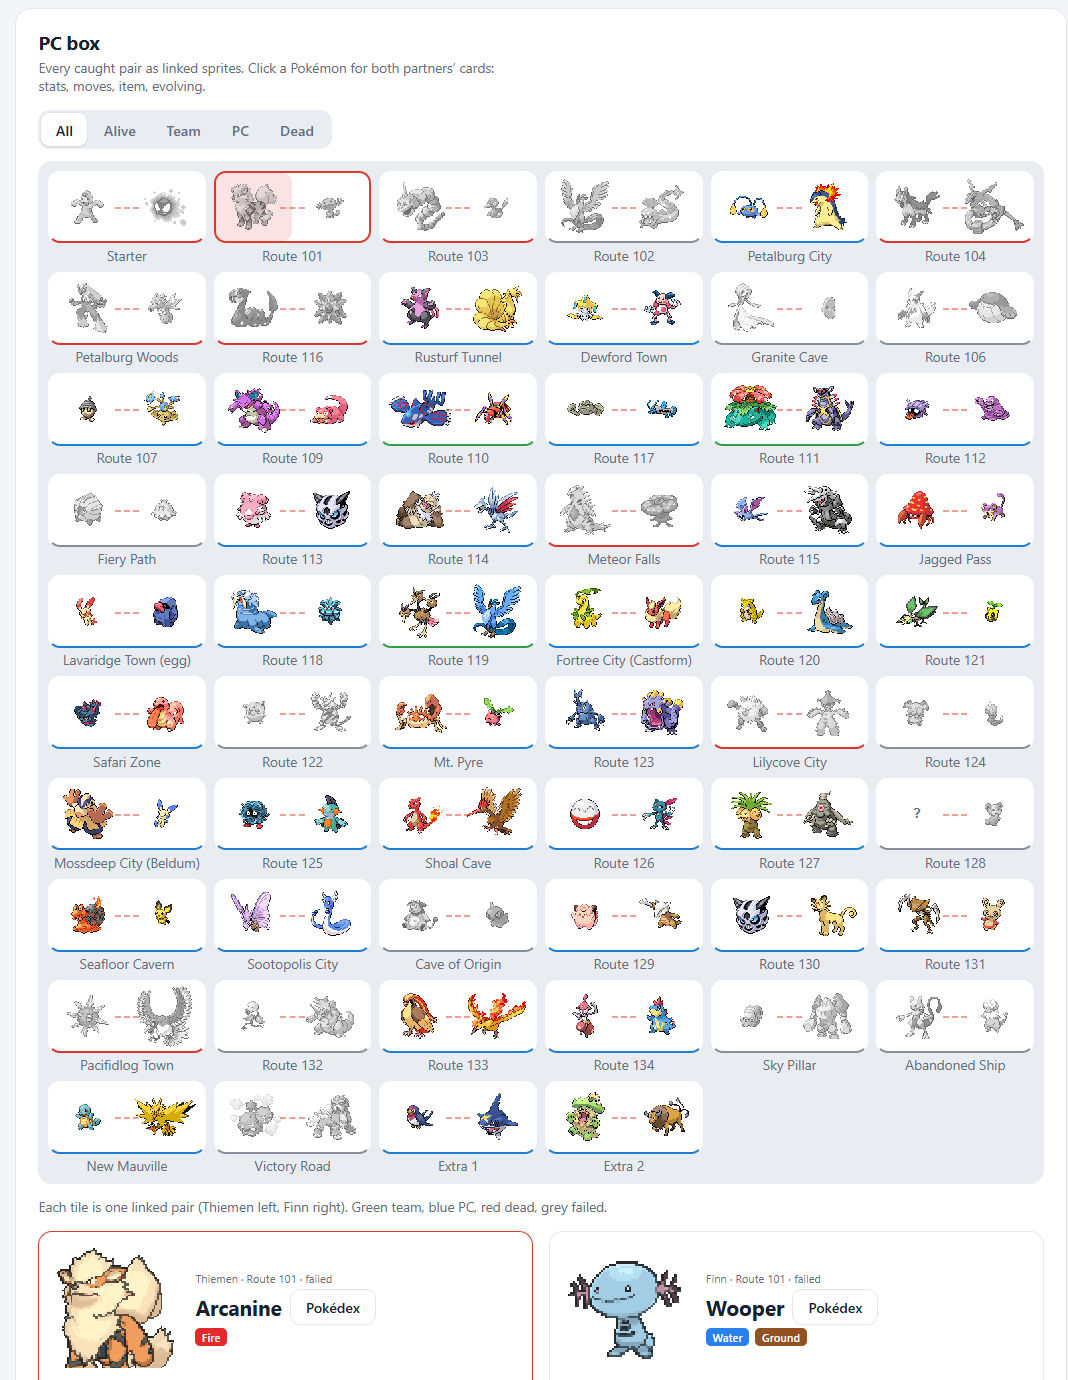 PC box
Every caught pair as linked sprites. Click a Pokémon for both partners’ cards:
stats, moves, item, evolving.
All Alive Team PC Dead
Starter Route 101 Route 103 Route 102 Petalburg City Route 104
Petalburg Woods Route 116 Rusturf Tunnel Dewford Town Granite Cave Route 106
Route 107 Route 109 Route 110 Route 117 Route 111 Route 112
Fiery Path Route 113 Route 114 Meteor Falls Route 115 Jagged Pass
Lavaridge Town (egg) Route 118 Route 119 Fortree City (Castform) Route 120 Route 121
Safari Zone Route 122 Mt. Pyre Route 123 Lilycove City Route 124
?
Mossdeep City (Beldum) Route 125 Shoal Cave Route 126 Route 127 Route 128
Seafloor Cavern Sootopolis City Cave of Origin Route 129 Route 130 Route 131
Pacifidlog Town Route 132 Route 133 Route 134 Sky Pillar Abandoned Ship
New Mauville Victory Road Extra 1 Extra 2
Each tile is one linked pair (Thiemen left, Finn right). Green team, blue PC, red dead, grey failed.
Thiemen · Route 101 · failed
Arcanine Pokédex
Fire
Finn · Route 101 · failed
Wooper Pokédex
Water Ground